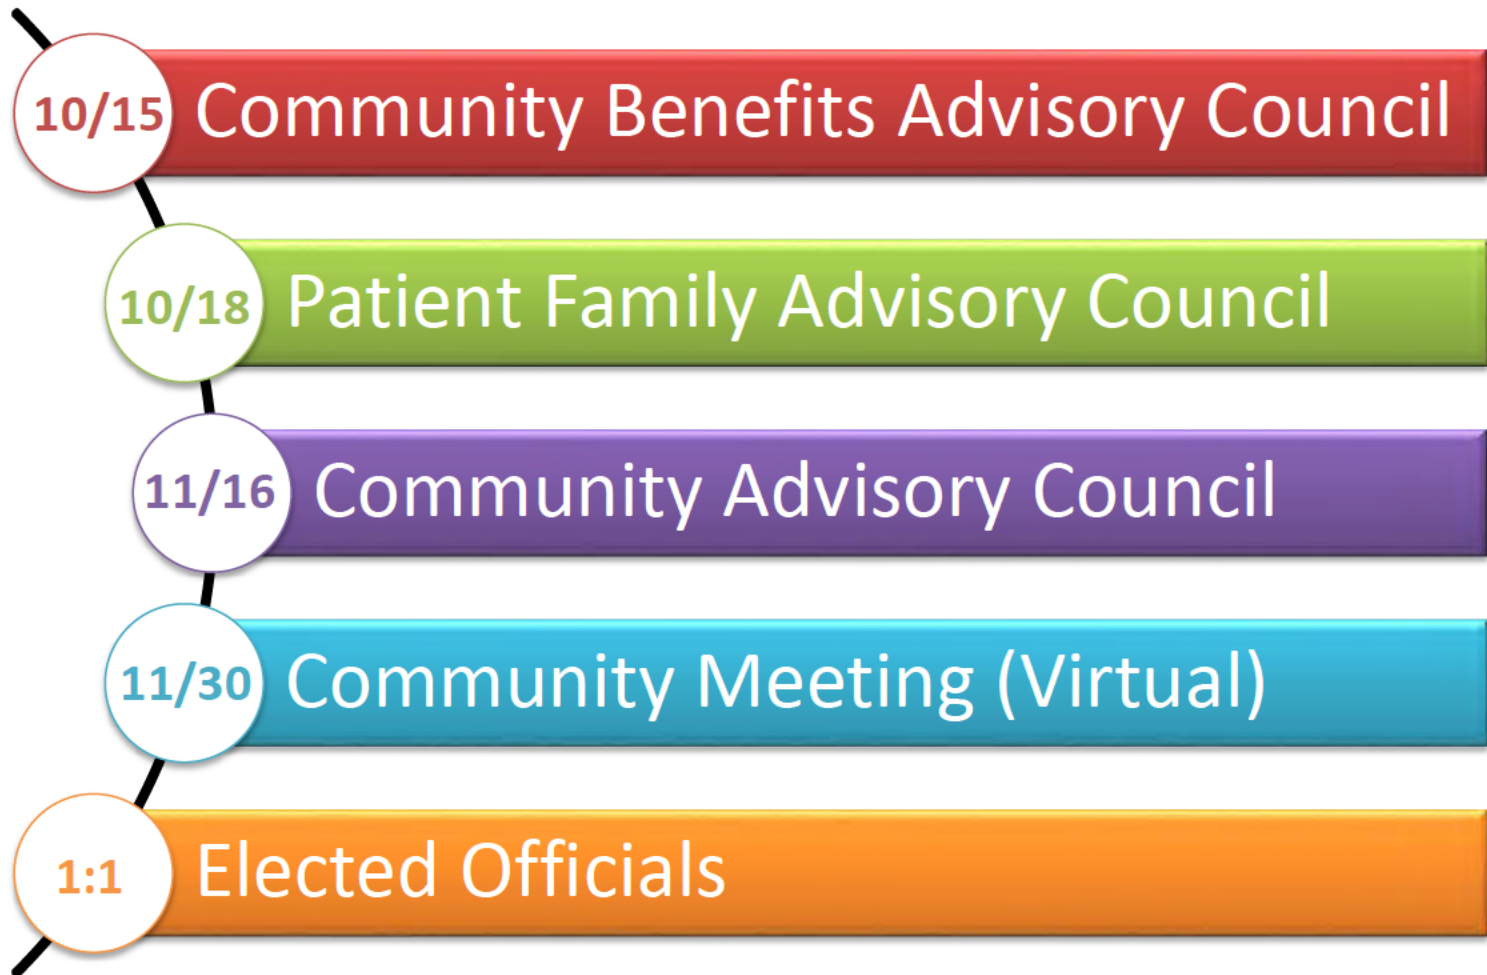 10/15 Community Benefits Advisory Council
10/18 Patient Family Advisory Council
11/16 Community Advisory Council
11/30 Community Meeting (Virtual)
1:1 Elected Officials